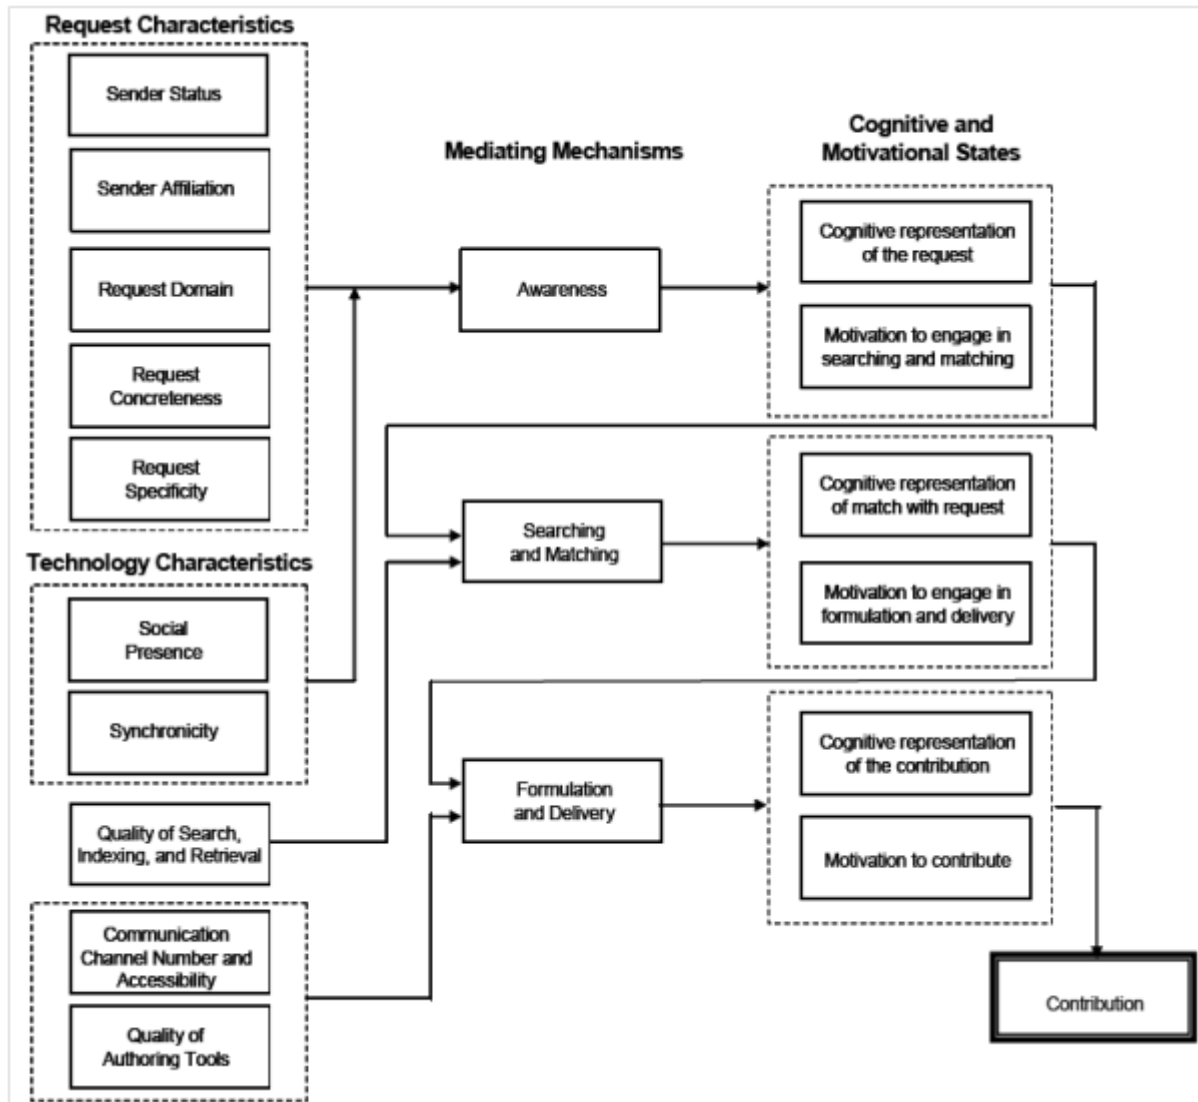 Request Characteristics
Sender Status
Sender Affiliation
Request Domain
Request
Concreteness
Request
Specificity
Technology Characteristics
Social
Presence
Synchronicity
Quality of Search,
Indexing, and Retrieval
Communication
Channel Number and
Accessibility
Quality of
Authoring Tools
Mediating Mechanisms
Awareness
Searching
and Matching
Formulation
and Delivery
Cognitive and
Motivational States
Cognitive representation
of the request
Motivation to engage in
searching and matching
Cognitive representation
of match with request
Motivation to engage in
formulation and delivery
Cognitive representation
of the contribution
Motivation to contribute
Contribution